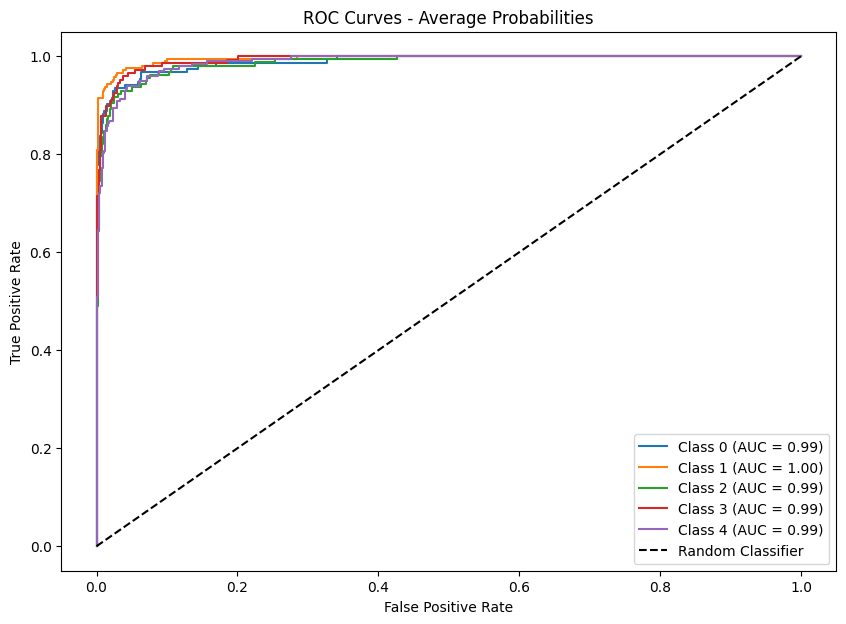 ROC Curves - Average Probabilities
True Positive Rate
1.0
0.8
0.6
0.4
0.2
0.0
0.0 0.2 0.4 0.6 0.8 1.0
False Positive Rate
Class 0 (AUC = 0.99)
Class 1 (AUC = 1.00)
Class 2 (AUC = 0.99)
Class 3 (AUC = 0.99)
Class 4 (AUC = 0.99)
Random Classifier